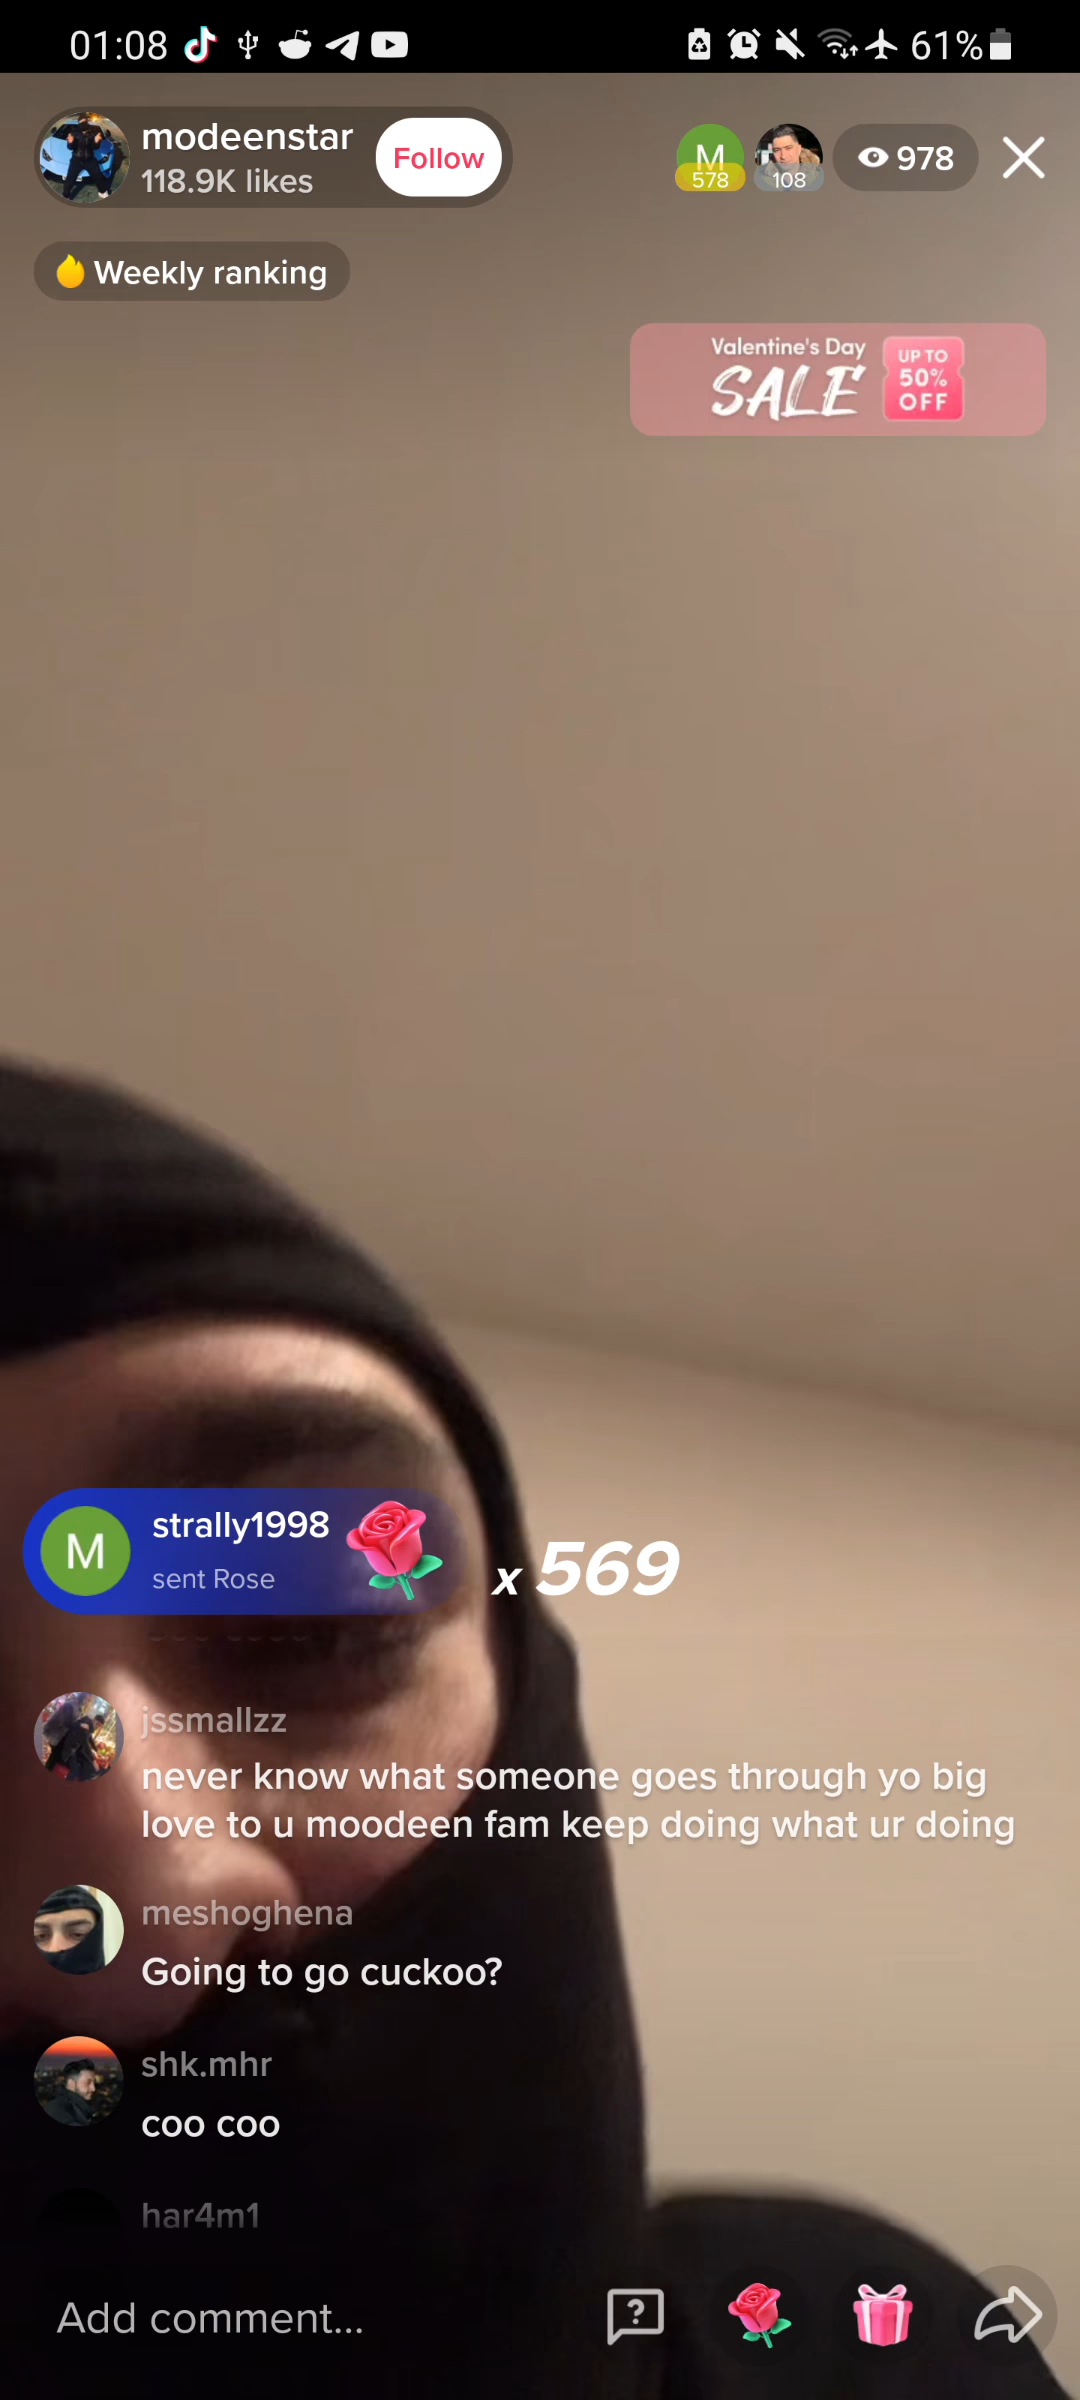 01:08
61%
modeenstar
118.9K likes
Follow
M
578
108
978
Weekly ranking
Valentine's Day
SALE
UP TO
50%
OFF
M
strally1998
sent Rose
x 569
jssmallzz
never know what someone goes through yo big
love to u moodeen fam keep doing what ur doing
meshoghena
Going to go cuckoo?
shk.mhr
coo coo
har4m1
Add comment...
?